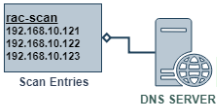 rac-scan
192.168.10.121
192.168.10.122
192.168.10.123
Scan Entries
DNS SERVER